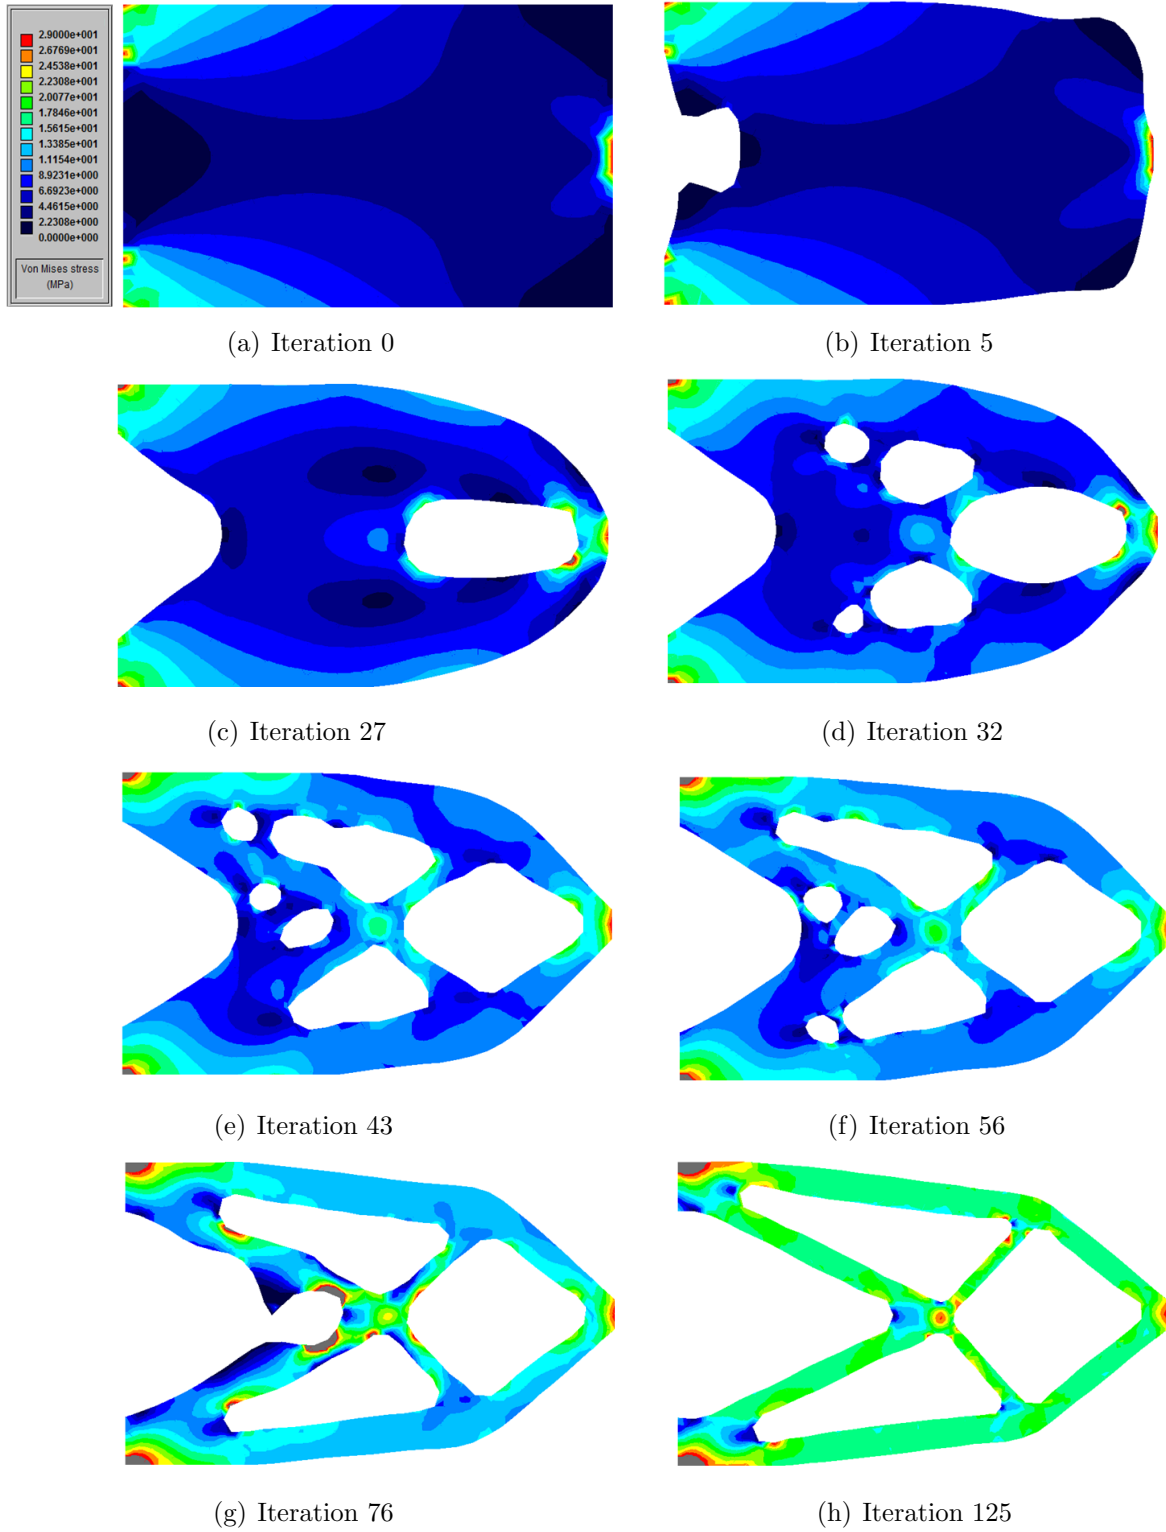 2.9000e+001
2.6769e+001
2.4538e+001
2.2308e+001
2.0077e+001
1.7846e+001
1.5615e+001
1.3385e+001
1.1154e+001
8.9231e+000
6.6923e+000
4.4615e+000
2.2308e+000
0.0000e+000
Von Mises stress
(MPa)
(a) Iteration 0
(b) Iteration 5
(c) Iteration 27
(d) Iteration 32
(e) Iteration 43
(f) Iteration 56
(g) Iteration 76
(h) Iteration 125